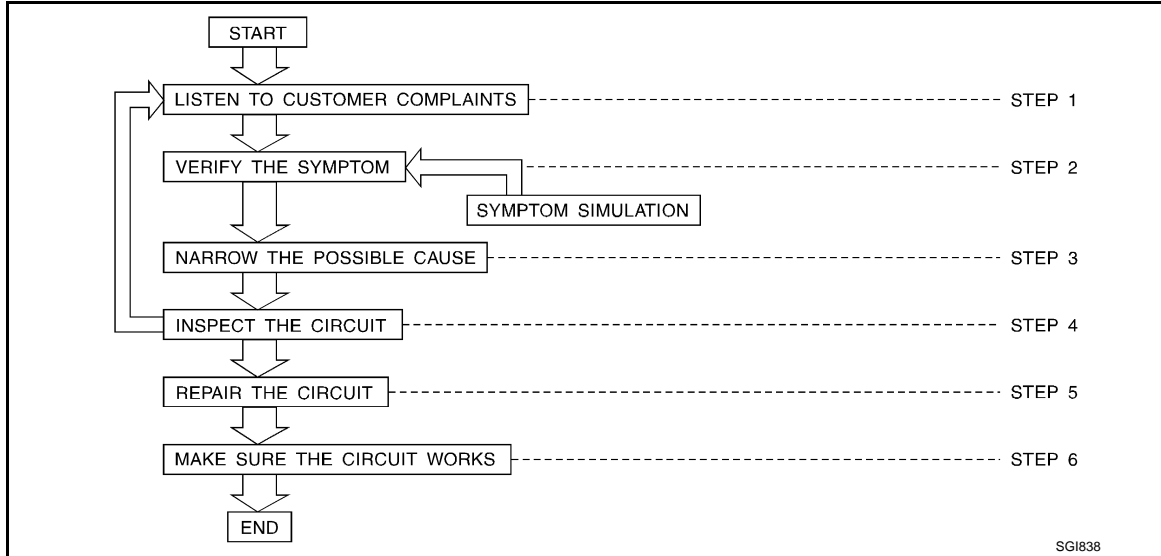 START
LISTEN TO CUSTOMER COMPLAINTS STEP 1
VERIFY THE SYMPTOM STEP 2
SYMPTOM SIMULATION
NARROW THE POSSIBLE CAUSE STEP 3
INSPECT THE CIRCUIT STEP 4
REPAIR THE CIRCUIT STEP 5
MAKE SURE THE CIRCUIT WORKS STEP 6
END
SGI838